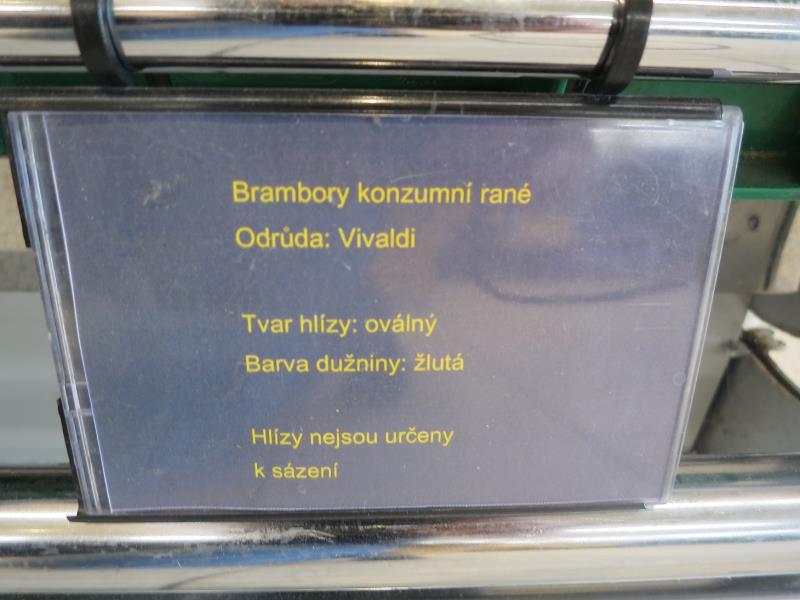 Brambory konzumní rané
Odrůda: Vivaldi
Tvar hlízy: oválný
Barva dužniny: žlutá
Hlízy nejsou určeny
k sázení